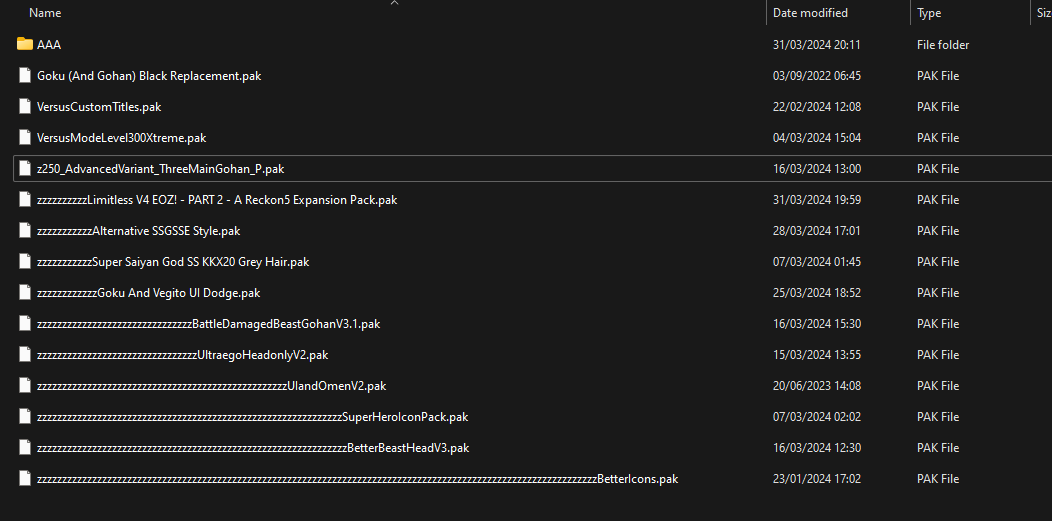 Name
Date modified
Type
Siz
AAA
31/03/2024 20:11
File folder
Goku (And Gohan) Black Replacement.pak
03/09/2022 06:45
PAK File
VersusCustomTitles.pak
22/02/2024 12:08
PAK File
VersusModeLevel300Xtreme.pak
04/03/2024 15:04
PAK File
z250_AdvancedVariant_ThreeMainGohan_P.pak
16/03/2024 13:00
PAK File
zzzzzzzzzzLimitless V4 EOZ! - PART 2 - A Reckon5 Expansion Pack.pak
31/03/2024 19:59
PAK File
zzzzzzzzzzzAlternative SSGSSE Style.pak
28/03/2024 17:01
PAK File
zzzzzzzzzzzSuper Saiyan God SS KKX20 Grey Hair.pak
07/03/2024 01:45
PAK File
zzzzzzzzzzzzGoku And Vegito UI Dodge.pak
25/03/2024 18:52
PAK File
zzzzzzzzzzzzzzzzzzzzzzzzzzzzzzzBattleDamagedBeastGohanV3.1.pak
16/03/2024 15:30
PAK File
zzzzzzzzzzzzzzzzzzzzzzzzzzzzzzzzUltraegoHeadonlyV2.pak
15/03/2024 13:55
PAK File
zzzzzzzzzzzzzzzzzzzzzzzzzzzzzzzzzzzzzzzzzzzzzzzzzzUIandOmenV2.pak
20/06/2023 14:08
PAK File
zzzzzzzzzzzzzzzzzzzzzzzzzzzzzzzzzzzzzzzzzzzzzzzzzzzzzzzzzzzzzSuperHeroIconPack.pak
07/03/2024 02:02
PAK File
zzzzzzzzzzzzzzzzzzzzzzzzzzzzzzzzzzzzzzzzzzzzzzzzzzzzzzzzzzzzzzBetterBeastHeadV3.pak
16/03/2024 12:30
PAK File
zzzzzzzzzzzzzzzzzzzzzzzzzzzzzzzzzzzzzzzzzzzzzzzzzzzzzzzzzzzzzzzzzzzzzzzzzzzzzzzzzzzzzzzzzzzzzzzzzzzzzzzzzzzzzzzzBetterIcons.pak
23/01/2024 17:02
PAK File